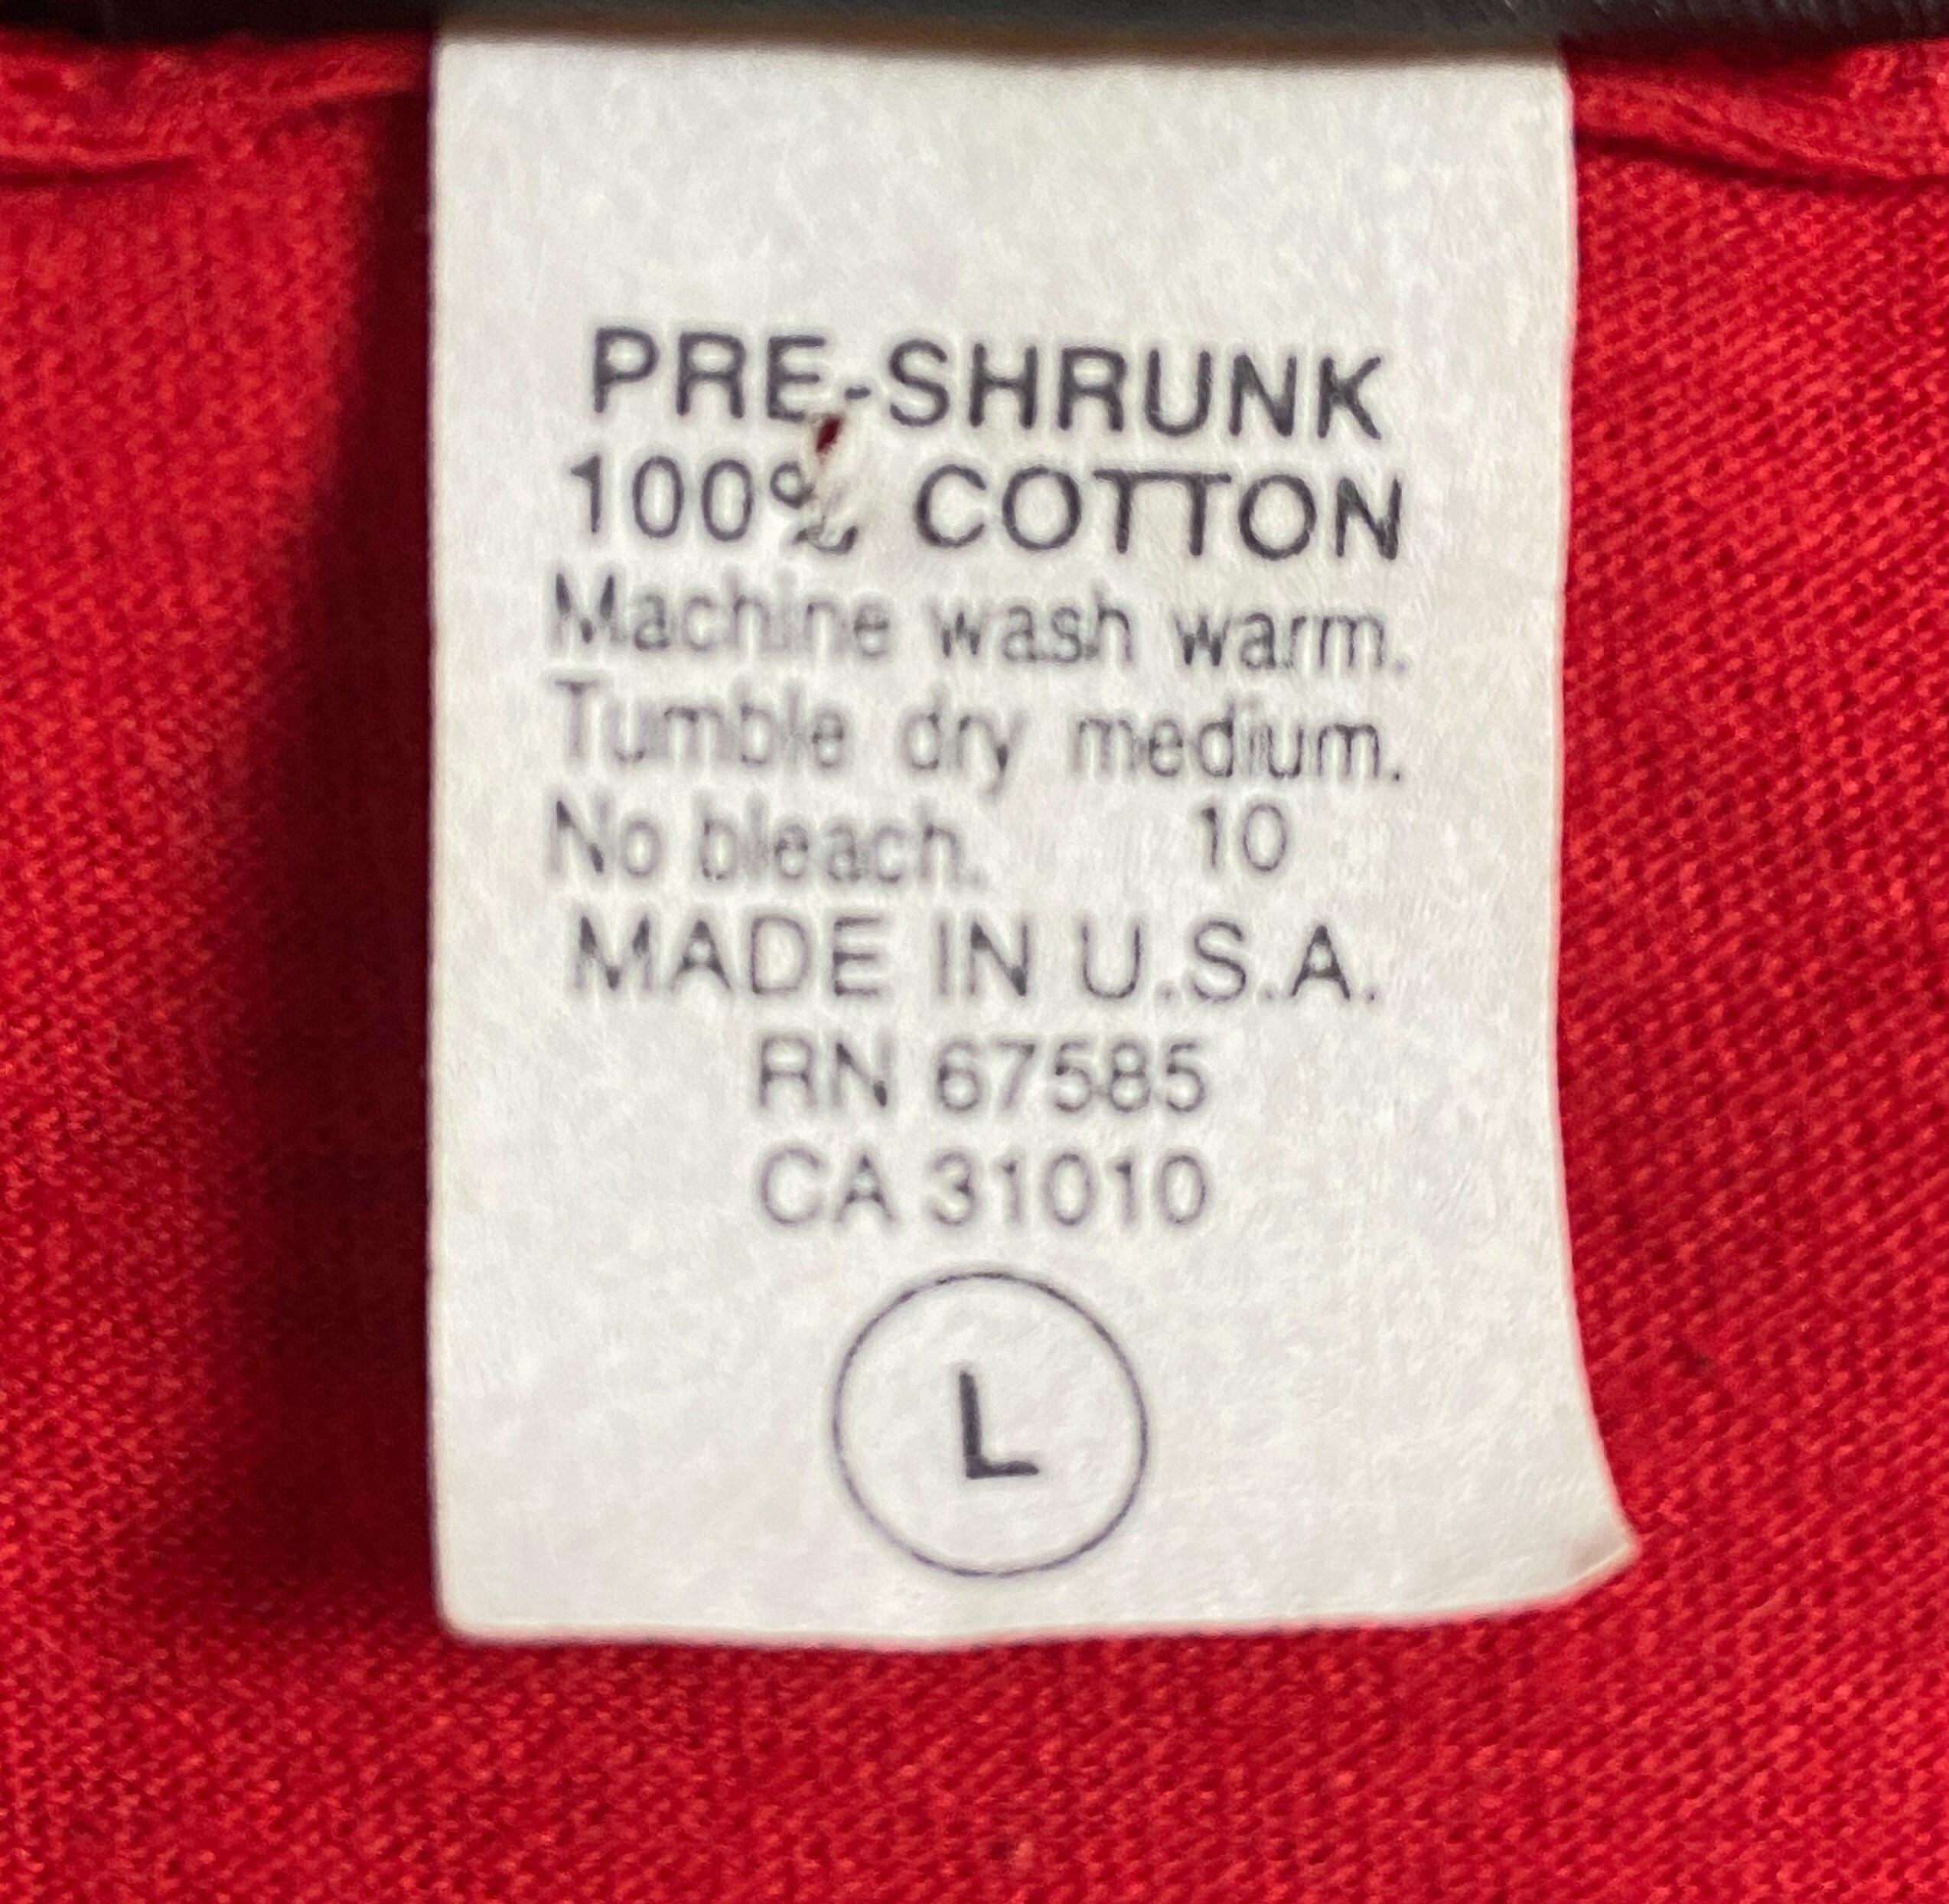 PRE-SHRUNK
100% COTTON
Machine wash warm.
Tumble dry medium.
No bleach. 10
MADE IN U.S.A.
RN 67585
CA 31010
L